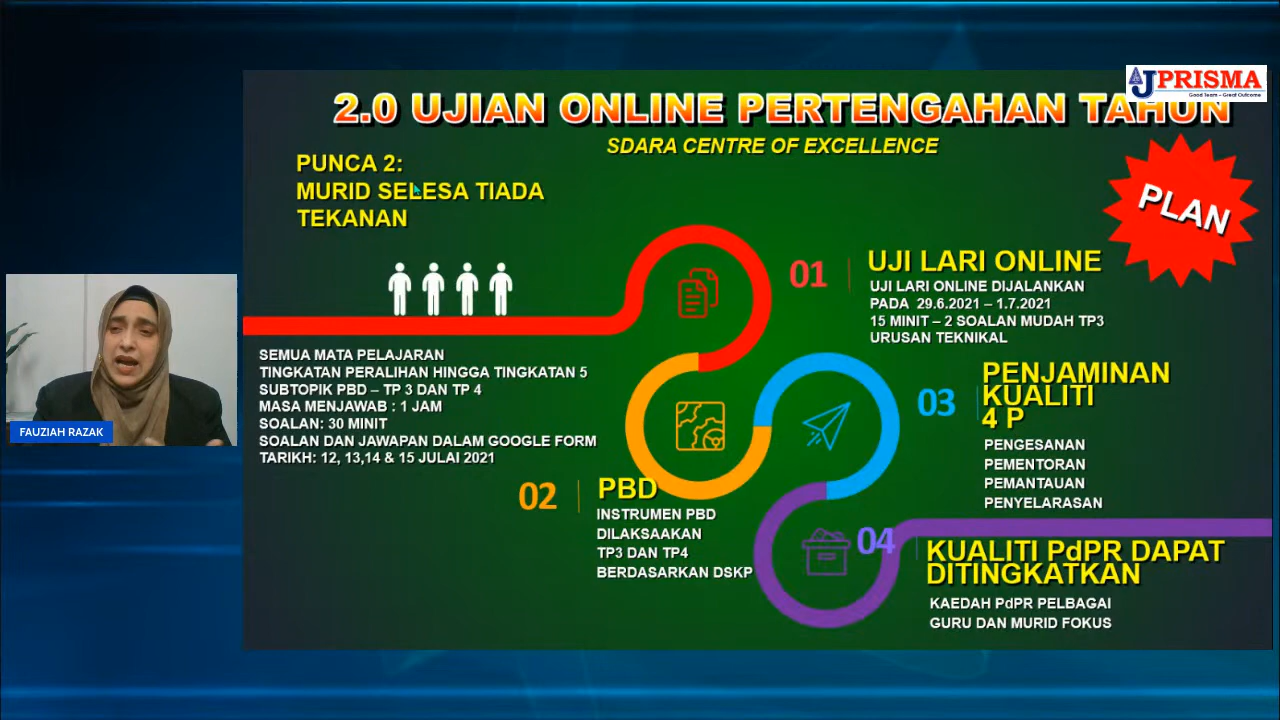 JPRISMA
Good Team - Great Outcome
2.0 UJIAN ONLINE PERTENGAHAN TAHUN
SDARA CENTRE OF EXCELLENCE
PUNCA 2:
MURID SELESA TIADA
TEKANAN
PLAN
01
UJI LARI ONLINE
UJI LARI ONLINE DIJALANKAN
PADA 29.6.2021 – 1.7.2021
15 MINIT – 2 SOALAN MUDAH TP3
URUSAN TEKNIKAL
SEMUA MATA PELAJARAN
TINGKATAN PERALIHAN HINGGA TINGKATAN 5
SUBTOPIK PBD – TP 3 DAN TP 4
MASA MENJAWAB : 1 JAM
SOALAN: 30 MINIT
SOALAN DAN JAWAPAN DALAM GOOGLE FORM
TARIKH: 12, 13,14 & 15 JULAI 2021
FAUZIAH RAZAK
02
PBD
INSTRUMEN PBD
DILAKSAAKAN
TP3 DAN TP4
BERDASARKAN DSKP
03
PENJAMINAN
KUALITI
4 P
PENGESANAN
PEMENTORAN
PEMANTAUAN
PENYELARASAN
04
KUALITI PdPR DAPAT
DITINGKATKAN
KAEDAH PdPR PELBAGAI
GURU DAN MURID FOKUS